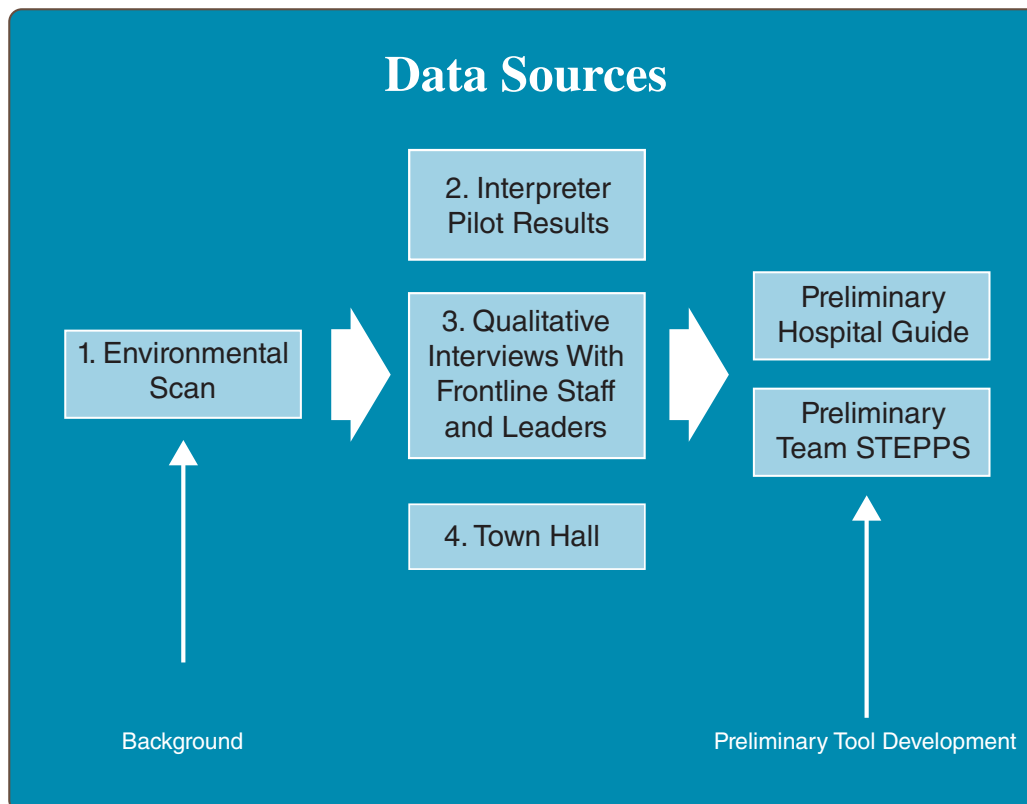 Data Sources
1. Environmental
Scan
2. Interpreter
Pilot Results
3. Qualitative
Interviews With
Frontline Staff
and Leaders
4. Town Hall
Preliminary
Hospital Guide
Preliminary
Team STEPPS
Background
Preliminary Tool Development